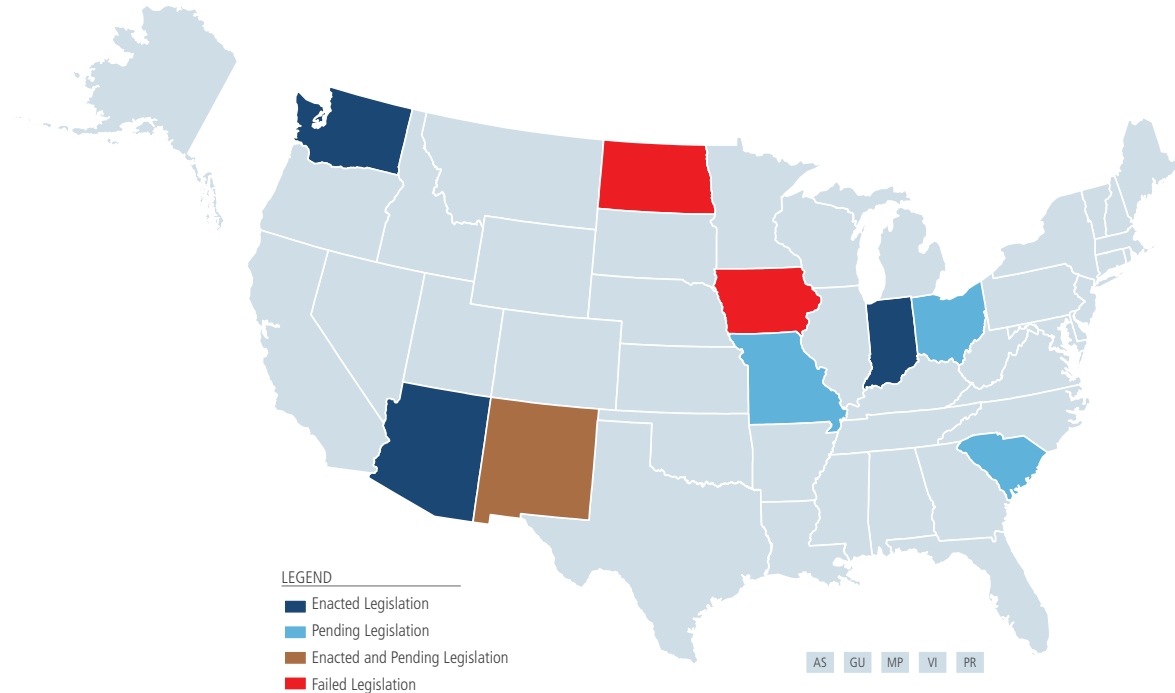 LEGEND
Enacted Legislation
Pending Legislation
Enacted and Pending Legislation
Failed Legislation
AS GU MP VI PR